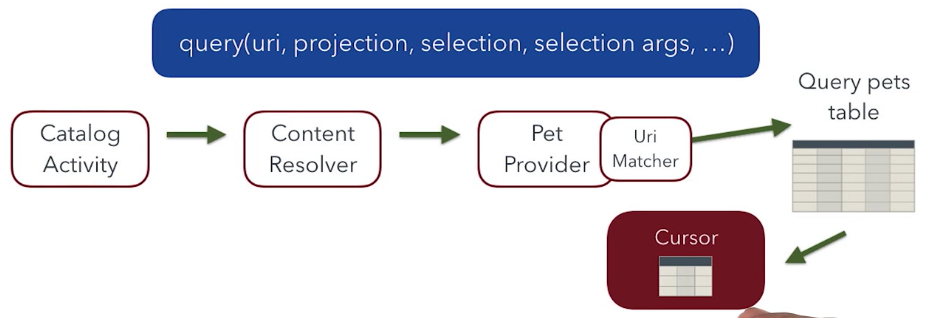 query(uri, projection, selection, selection args, …)
Catalog
Activity
Content
Resolver
Pet
Provider
Uri
Matcher
Query pets
table
Cursor